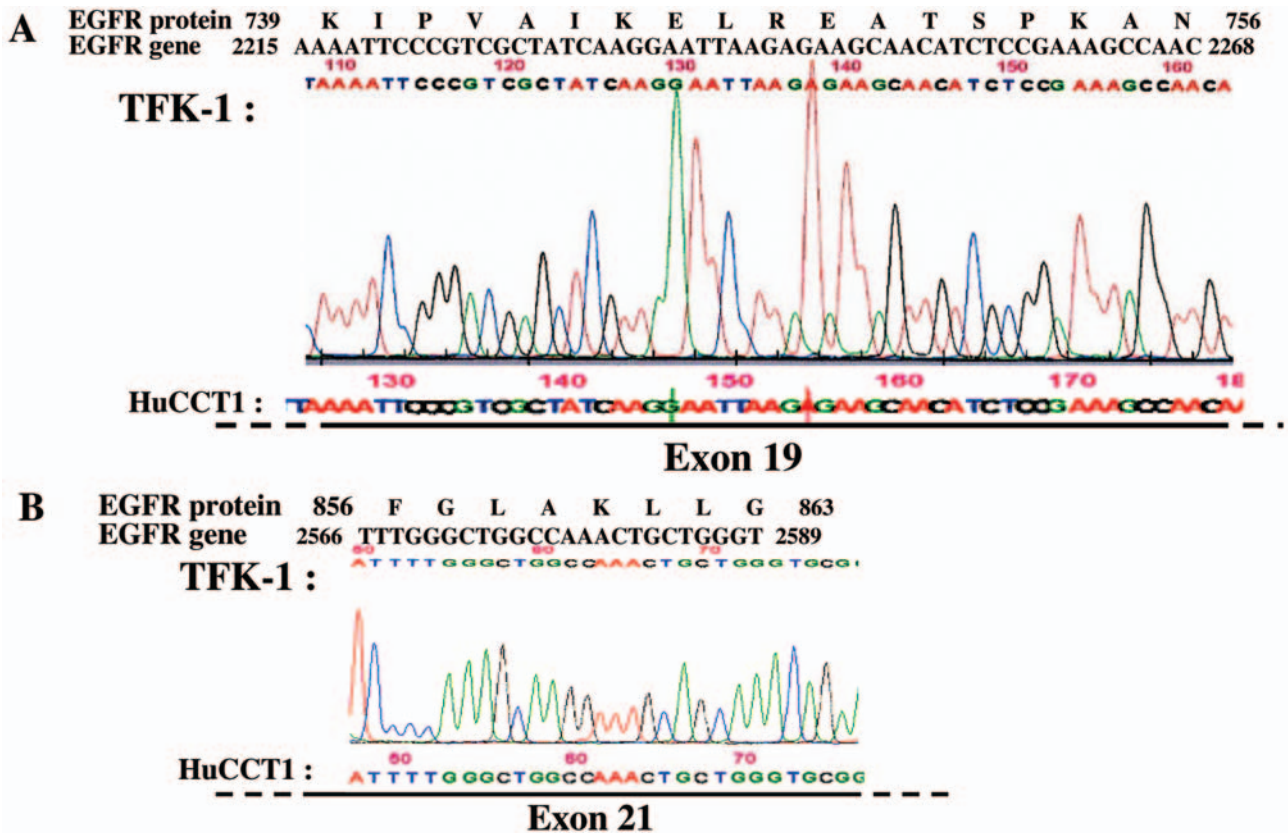 A
EGFR protein 739 K I P V A I K E L R E A T S P K A N 756
EGFR gene 2215 AAAATTCCCGTCGCTATCAAGGAATTAAGAGAAGCAACATCTCCGAAAGCCAAC 2268
110 120 130 140 150 160
TFK-1 : TAAAATTCCCGTCGCTATCAAGGAATTAAGAGAAGCAACATCTCCGAAAGCCAACA
130 140 150 160 170 18
HuCCT1 : TAAAATTCCCGTCGCTATCAAGGAATTAAGAGAAGCAACATCTCCGAAAGCCAACA
Exon 19
B
EGFR protein 856 F G L A K L L G 863
EGFR gene 2566 TTTGGGCTGGCCAAACTGCTGGGT 2589
50 60 70
TFK-1 : ATTTTGGGCTGGCCAAACTGCTGGGTGCG
50 60 70
HuCCT1 : ATTTTGGGCTGGCCAAACTGCTGGGTGCGG
Exon 21